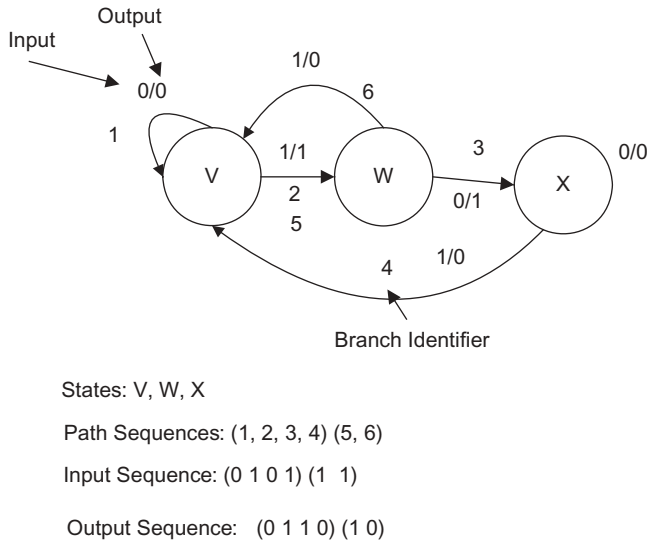 Output
Input
0/0
1/0
6
1
1/1
3
0/0
V
W
X
2
0/1
5
4
1/0
Branch Identifier
States: V, W, X
Path Sequences: (1, 2, 3, 4) (5, 6)
Input Sequence: (0 1 0 1) (1 1)
Output Sequence: (0 1 1 0) (1 0)